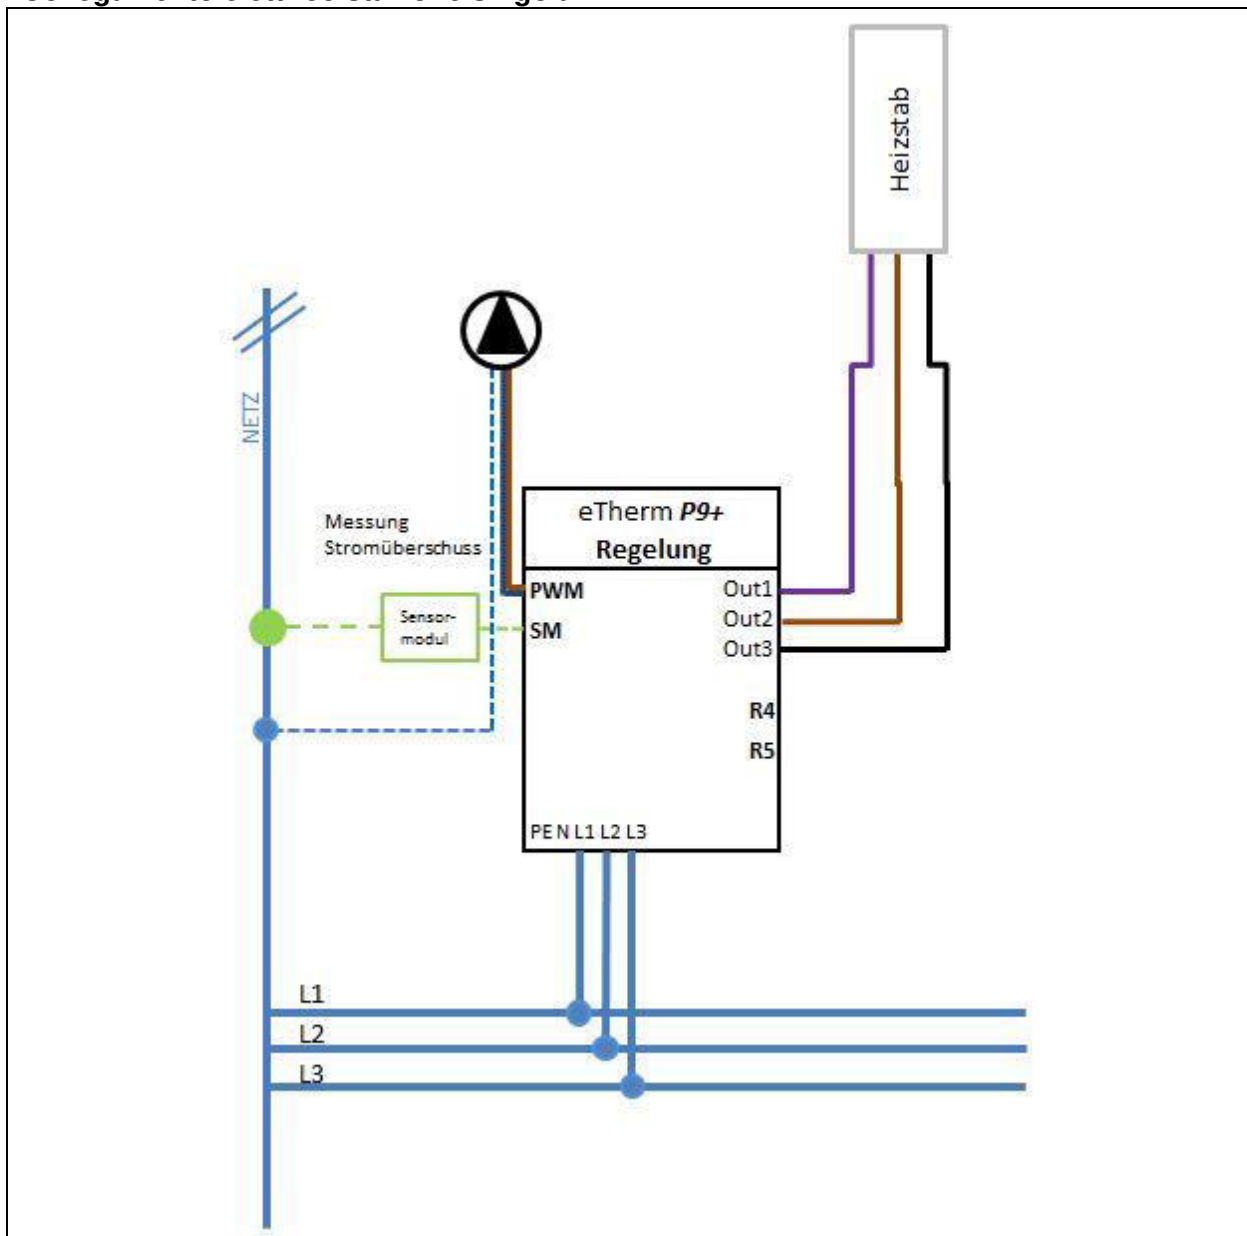 Heizstab
NETZ
Messung
Stromüberschuss
eTherm P9+
Regelung
PWM
Out1
Out2
Out3
SM
Sensor-
modul
R4
R5
PE N L1 L2 L3
L1
L2
L3